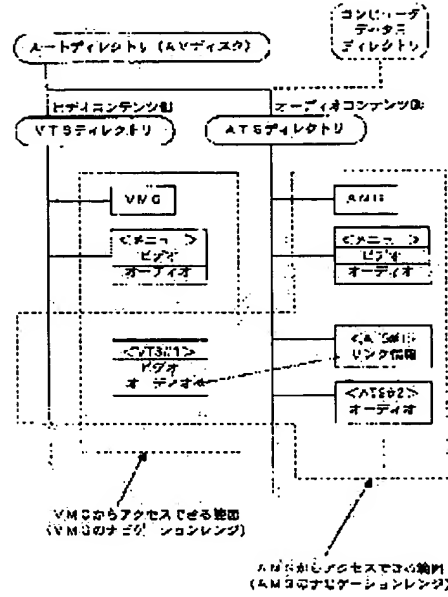 コンピュータ
データ用
ディレクトリ
ルートディレクトリ (AVディスク)
ビデオコンテンツ用
オーディオコンテンツ用
VTSディレクトリ
ATSディレクトリ
VMG
AMG
<メニュー>
ビデオ
オーディオ
<メニュー>
ビデオ
オーディオ
<VTS#1>
ビデオ
オーディオ
<ATS#1>
リンク情報
<ATS#2>
オーディオ
VMGからアクセスできる範囲
(VMGのナビゲーションレンジ)
AMGからアクセスできる範囲
(AMGのナビゲーションレンジ)